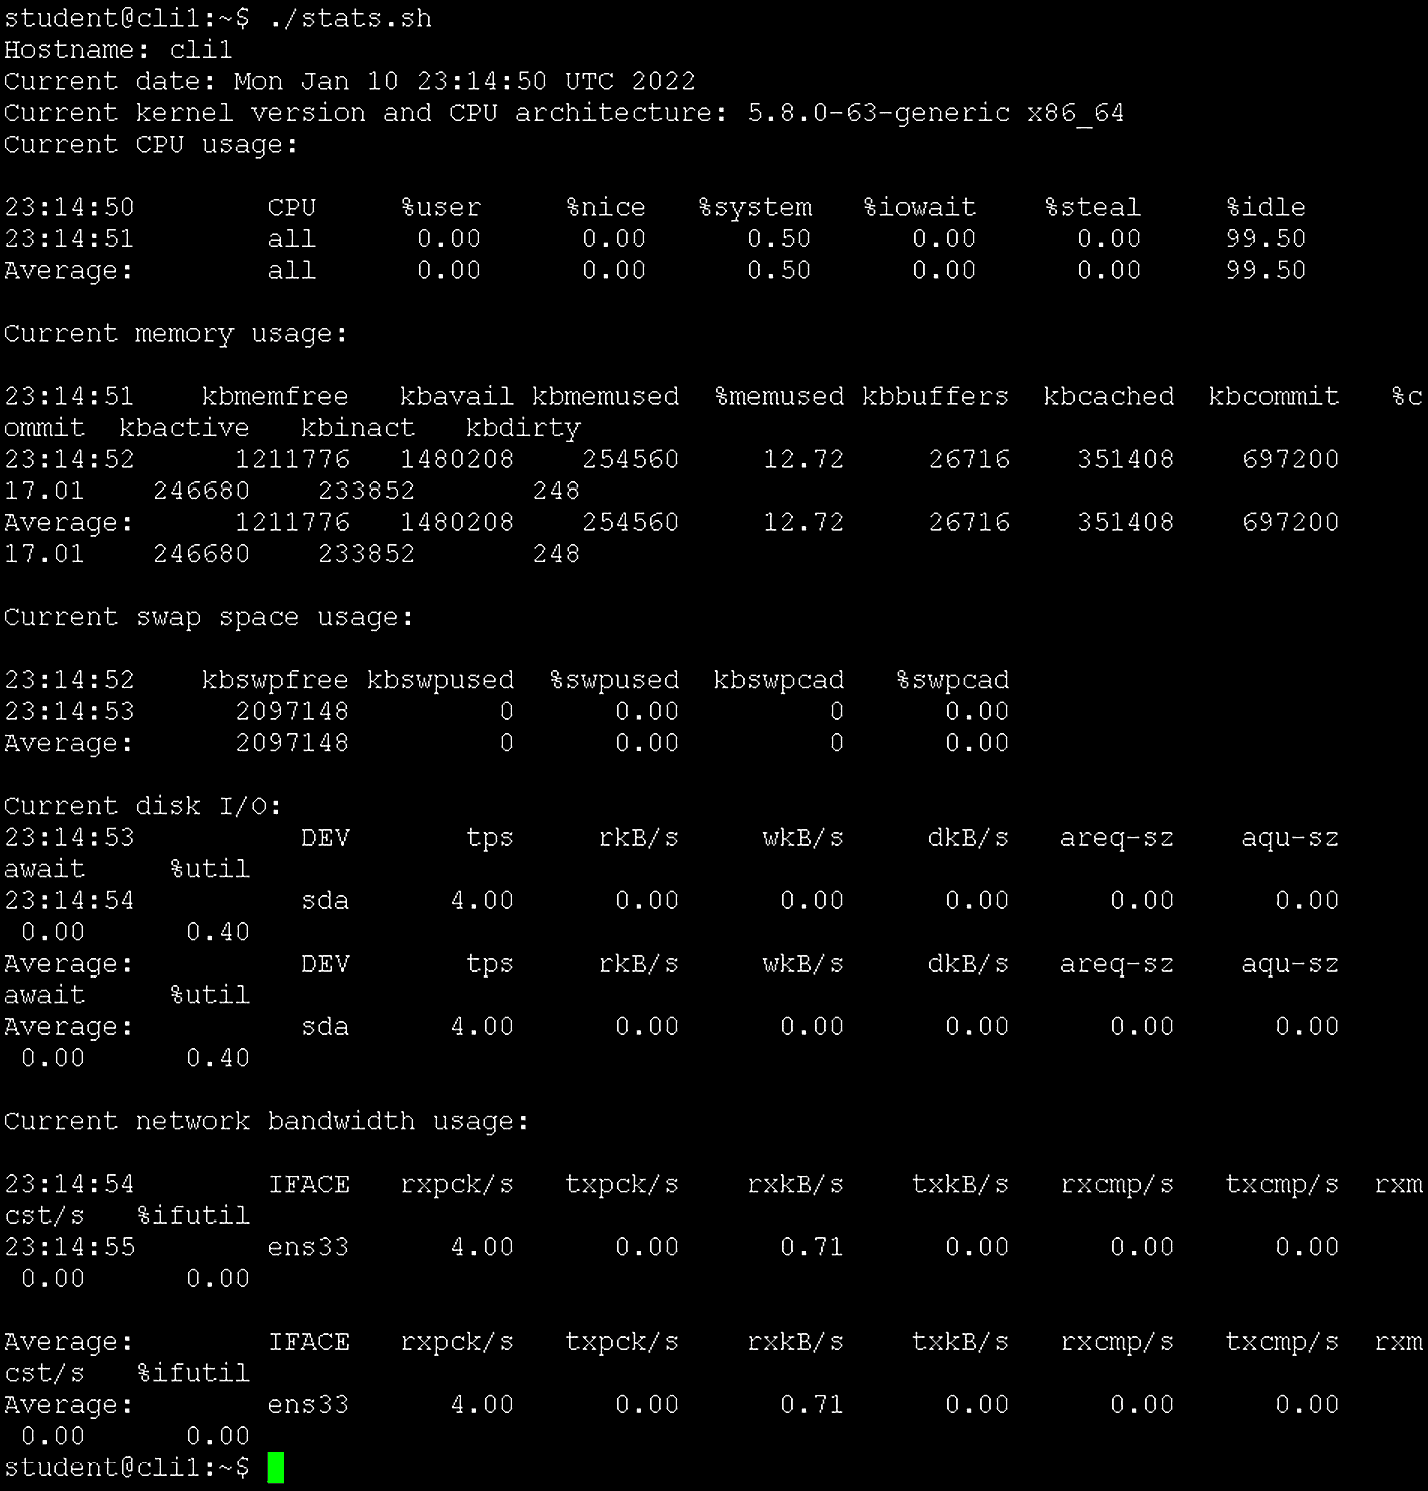 student@cli1:~$ ./stats.sh
Hostname: cli1
Current date: Mon Jan 10 23:14:50 UTC 2022
Current kernel version and CPU architecture: 5.8.0-63-generic x86_64
Current CPU usage:
23:14:50        CPU     %user     %nice   %system   %iowait    %steal     %idle
23:14:51        all      0.00      0.00      0.50      0.00      0.00     99.50
Average:        all      0.00      0.00      0.50      0.00      0.00     99.50
Current memory usage:
23:14:51    kbmemfree   kbavail kbmemused  %memused kbbuffers  kbcached  kbcommit   %c
ommit  kbactive   kbinact   kbdirty
23:14:52      1211776   1480208    254560     12.72     26716    351408    697200
17.01    246680    233852       248
Average:      1211776   1480208    254560     12.72     26716    351408    697200
17.01    246680    233852       248
Current swap space usage:
23:14:52    kbswpfree kbswpused  %swpused  kbswpcad   %swpcad
23:14:53      2097148         0      0.00         0      0.00
Average:      2097148         0      0.00         0      0.00
Current disk I/O:
23:14:53          DEV       tps     rkB/s     wkB/s     dkB/s   areq-sz    aqu-sz
await     %util
23:14:54          sda      4.00      0.00      0.00      0.00      0.00      0.00
 0.00      0.40
Average:          DEV       tps     rkB/s     wkB/s     dkB/s   areq-sz    aqu-sz
await     %util
Average:          sda      4.00      0.00      0.00      0.00      0.00      0.00
 0.00      0.40
Current network bandwidth usage:
23:14:54        IFACE   rxpck/s   txpck/s    rxkB/s    txkB/s   rxcmp/s   txcmp/s  rxm
cst/s   %ifutil
23:14:55        ens33      4.00      0.00      0.71      0.00      0.00      0.00
 0.00      0.00
Average:        IFACE   rxpck/s   txpck/s    rxkB/s    txkB/s   rxcmp/s   txcmp/s  rxm
cst/s   %ifutil
Average:        ens33      4.00      0.00      0.71      0.00      0.00      0.00
 0.00      0.00
student@cli1:~$